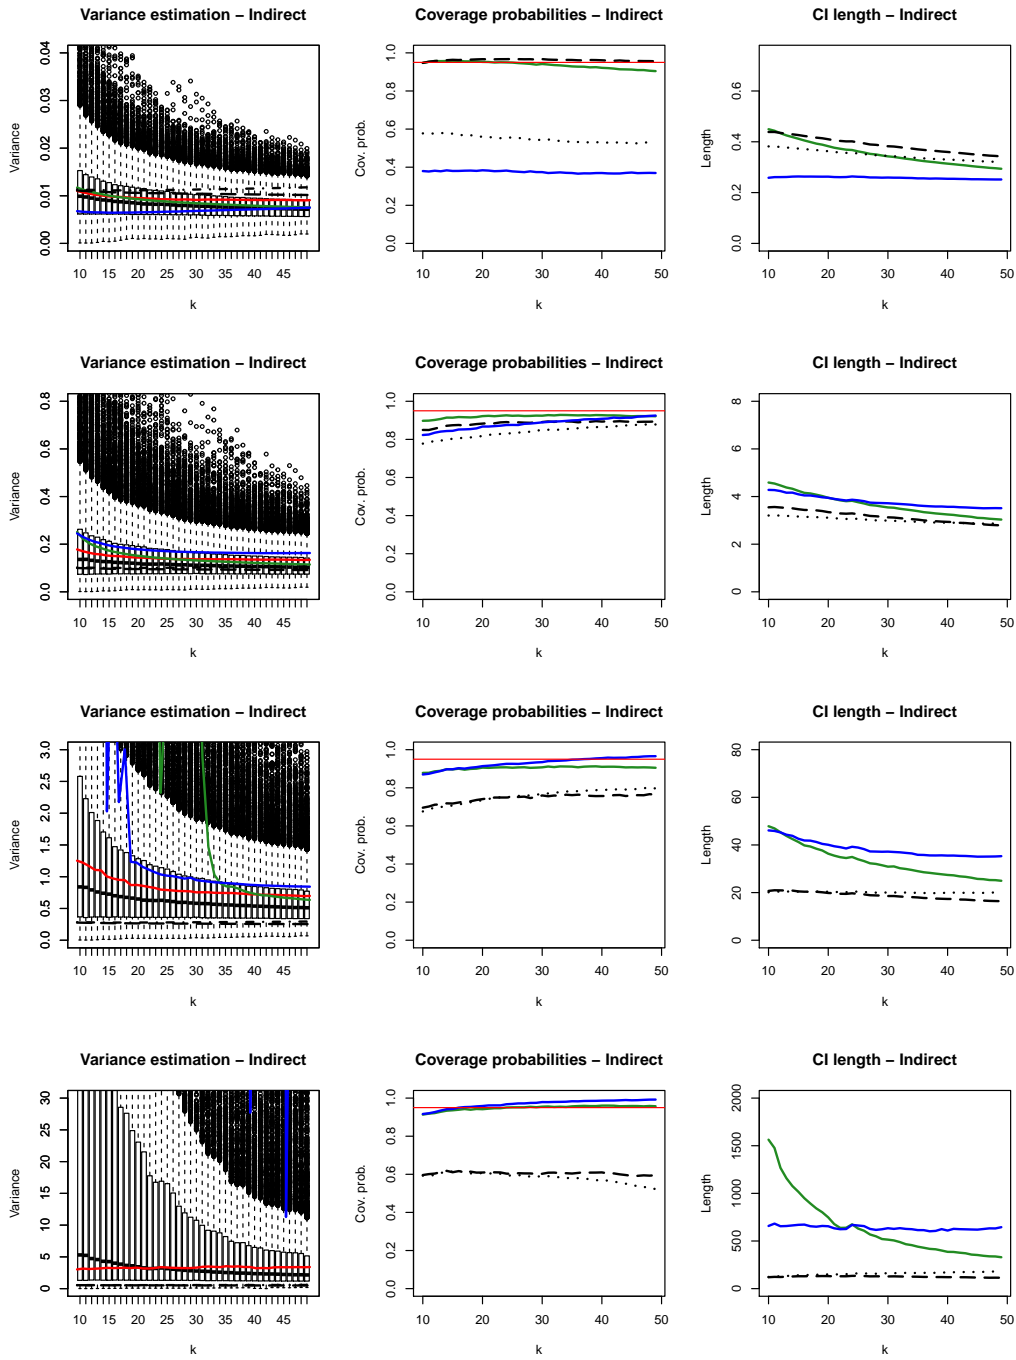 Variance estimation − Indirect
Coverage probabilities − Indirect
CI length − Indirect
Variance
0.00 0.01 0.02 0.03 0.04
10 15 20 25 30 35 40 45
k
Cov. prob.
0.0 0.2 0.4 0.6 0.8 1.0
10 20 30 40 50
k
Length
0.0 0.2 0.4 0.6
10 20 30 40 50
k
Variance estimation − Indirect
Coverage probabilities − Indirect
CI length − Indirect
Variance
0.0 0.2 0.4 0.6 0.8
10 15 20 25 30 35 40 45
k
Cov. prob.
0.0 0.2 0.4 0.6 0.8 1.0
10 20 30 40 50
k
Length
0 2 4 6 8
10 20 30 40 50
k
Variance estimation − Indirect
Coverage probabilities − Indirect
CI length − Indirect
Variance
0.0 0.5 1.0 1.5 2.0 2.5 3.0
10 15 20 25 30 35 40 45
k
Cov. prob.
0.0 0.2 0.4 0.6 0.8 1.0
10 20 30 40 50
k
Length
0 20 40 60 80
10 20 30 40 50
k
Variance estimation − Indirect
Coverage probabilities − Indirect
CI length − Indirect
Variance
0 5 10 15 20 25 30
10 15 20 25 30 35 40 45
k
Cov. prob.
0.0 0.2 0.4 0.6 0.8 1.0
10 20 30 40 50
k
Length
0 500 1000 1500 2000
10 20 30 40 50
k